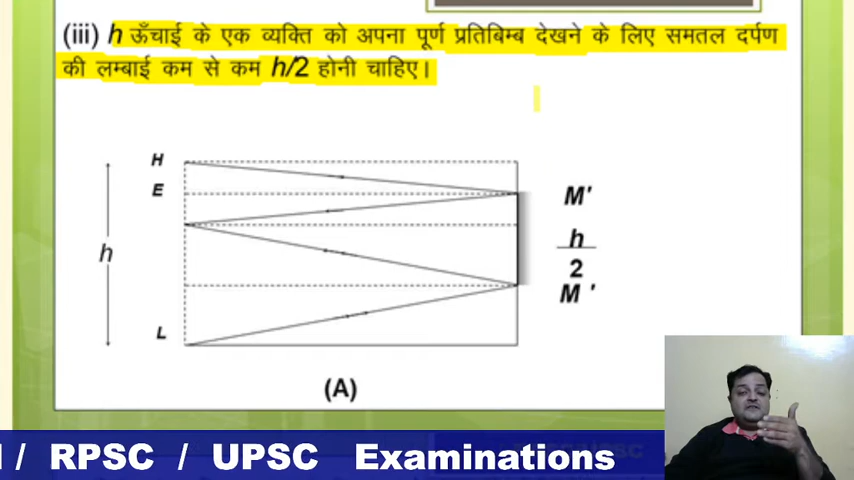 (iii) h ऊँचाई के एक व्यक्ति को अपना पूर्ण प्रतिबिम्ब देखने के लिए समतल दर्पण
की लम्बाई कम से कम h/2 होनी चाहिए।
H
E
M'
h
h
2
M '
L
(A)
/ RPSC / UPSC Examinations